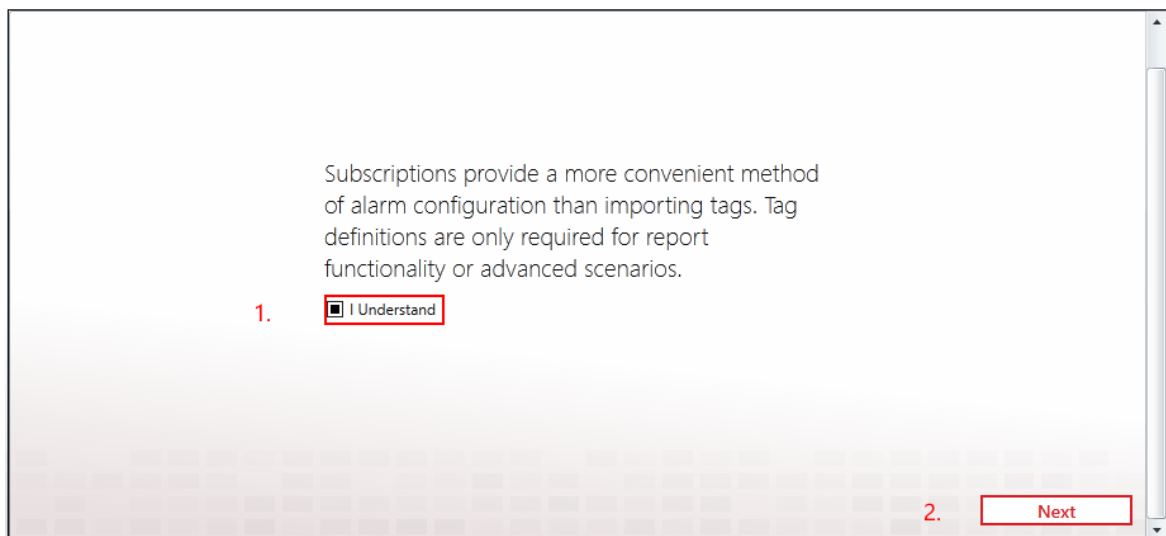 Subscriptions provide a more convenient method
of alarm configuration than importing tags. Tag
definitions are only required for report
functionality or advanced scenarios.
1. I Understand
2. Next